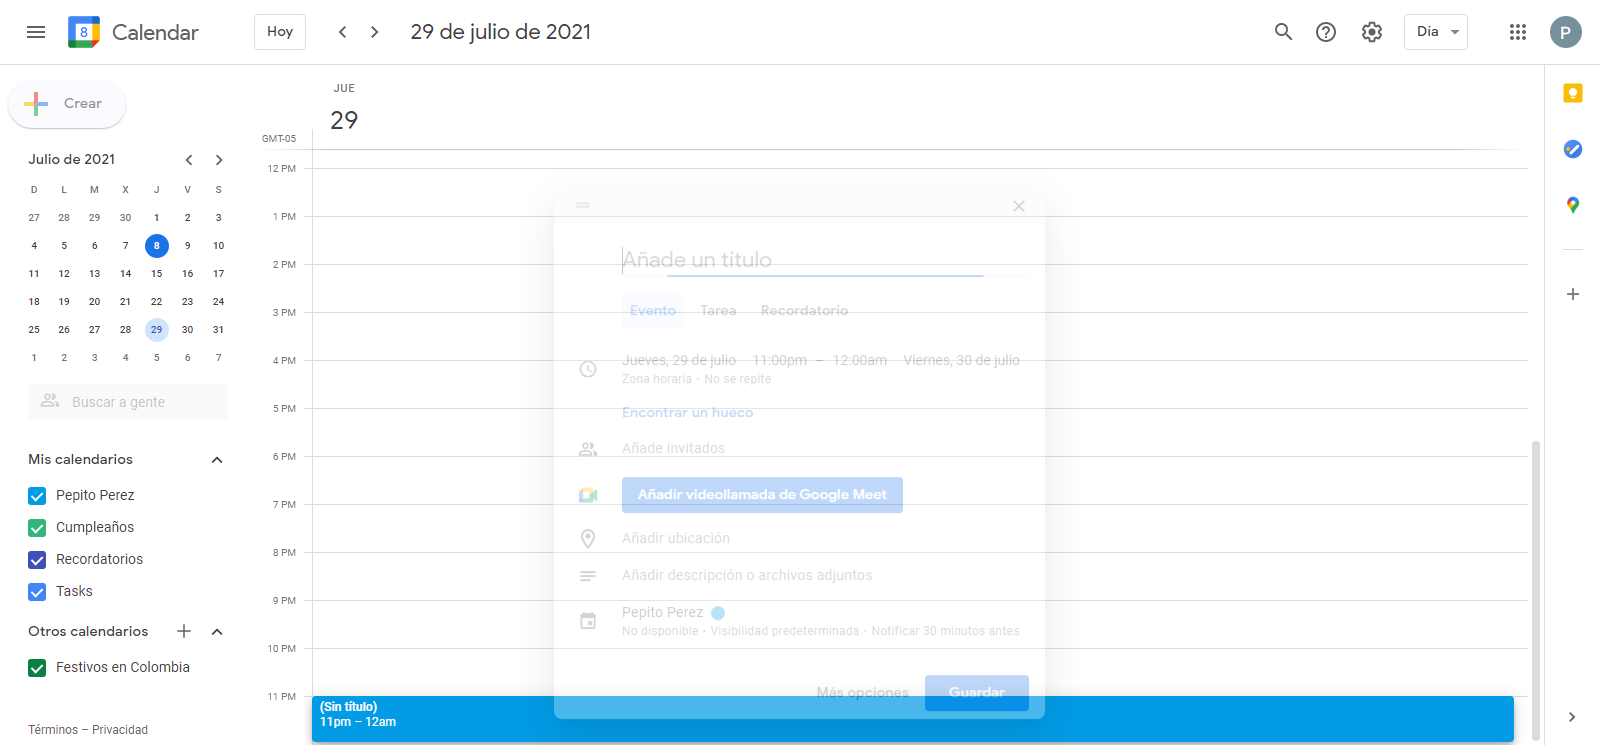 8 Calendar Hoy 29 de julio de 2021 Día P
Crear
Julio de 2021
D L M X J V S
27 28 29 30 1 2 3
4 5 6 7 8 9 10
11 12 13 14 15 16 17
18 19 20 21 22 23 24
25 26 27 28 29 30 31
1 2 3 4 5 6 7
Buscar a gente
Mis calendarios
Pepito Perez
Cumpleaños
Recordatorios
Tasks
Otros calendarios
Festivos en Colombia
Términos – Privacidad
JUE
29
GMT-05
12 PM
1 PM
2 PM
3 PM
4 PM
5 PM
6 PM
7 PM
8 PM
9 PM
10 PM
11 PM
Añade un título
Evento Tarea Recordatorio
Jueves, 29 de julio 11:00pm – 12:00am Viernes, 30 de julio
Zona horaria · No se repite
Encontrar un hueco
Añade invitados
Añadir videollamada de Google Meet
Añadir ubicación
Añadir descripción o archivos adjuntos
Pepito Perez
No disponible · Visibilidad predeterminada · Notificar 30 minutos antes
Más opciones Guardar
(Sin título)
11pm – 12am